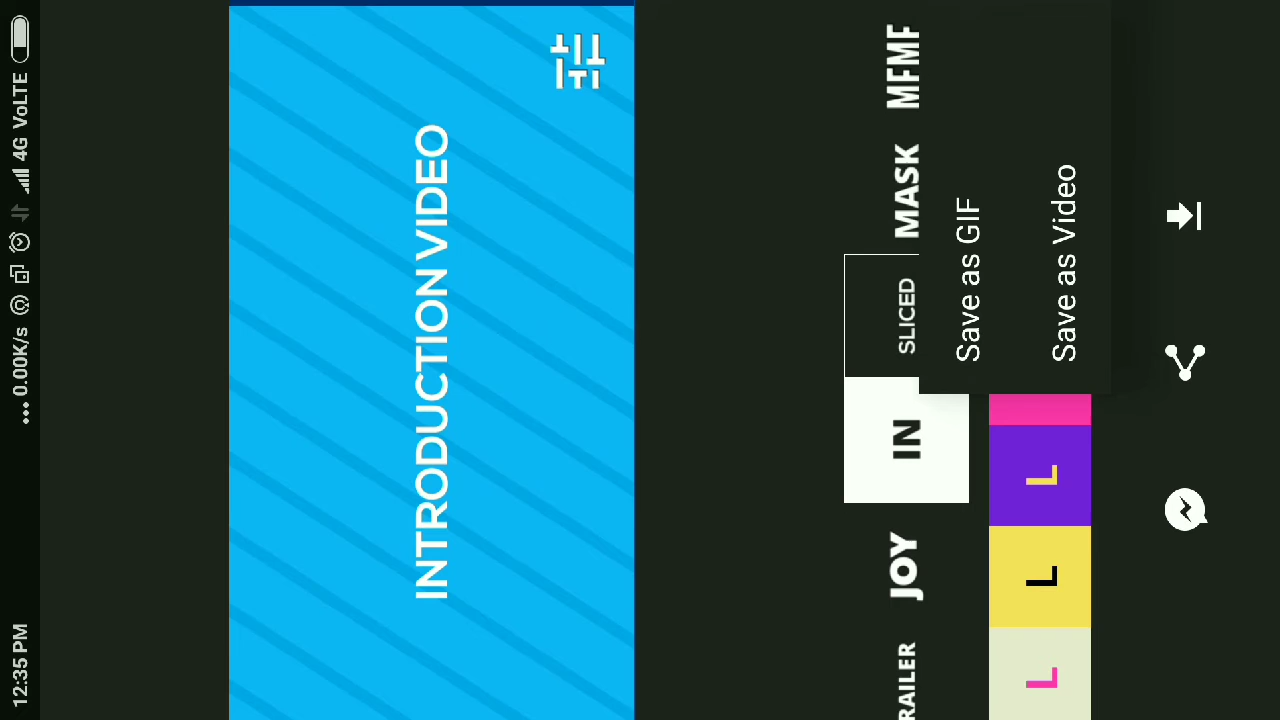 12:35 PM
... 0.00K/s
4G VoLTE
INTRODUCTION VIDEO
RAILER
JOY
IN
SLICED
MASK
Save as GIF
L
L
L
Save as Video